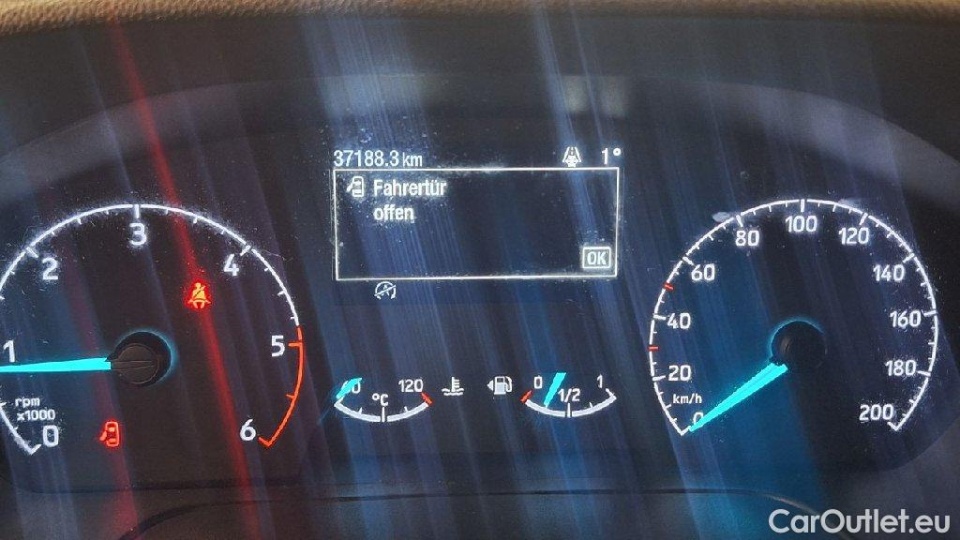 37188.3 km 1°
Fahrertür
offen
OK
0 1 2 3 4 5 6
rpm
x1000
60 120
°C
0 1/2 1
0 20 40 60 80 100 120 140 160 180 200
km/h
CarOutlet.eu